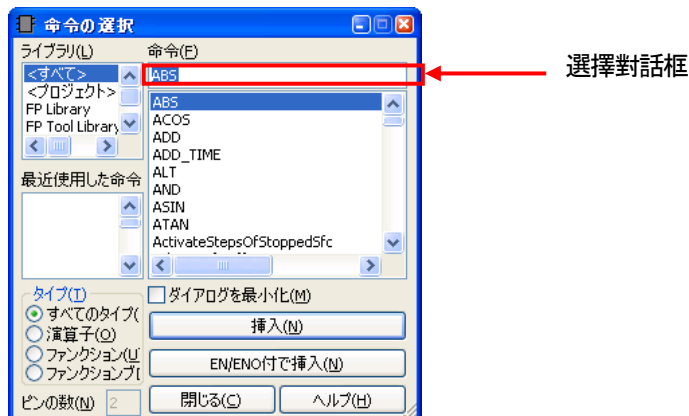 命令の選択
ライブラリ(L)
<すべて>
<プロジェクト>
FP Library
FP Tool Library
最近使用した命令
タイプ(T)
すべてのタイプ(
演算子(O)
ファンクション(U
ファンクションブ[
ピンの数(N) 2
命令(F)
ABS
ABS
ACOS
ADD
ADD_TIME
ALT
AND
ASIN
ATAN
ActivateStepsOfStoppedSfc
ダイアログを最小化(M)
挿入(N)
EN/ENO付で挿入(N)
閉じる(C) ヘルプ(H)
選擇對話框